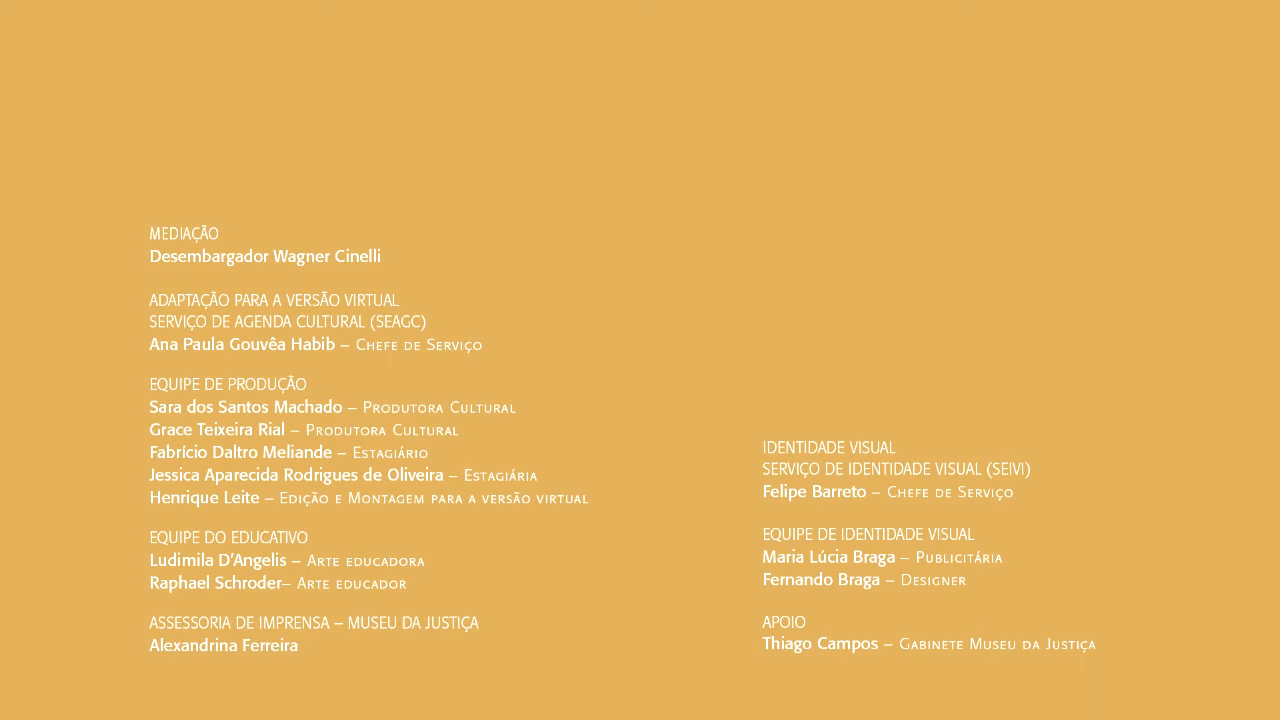 MEDIAÇÃO
Desembargador Wagner Cinelli
ADAPTAÇÃO PARA A VERSÃO VIRTUAL
SERVIÇO DE AGENDA CULTURAL (SEAGC)
Ana Paula Gouvêa Habib – Chefe de Serviço
EQUIPE DE PRODUÇÃO
Sara dos Santos Machado – Produtora Cultural
Grace Teixeira Rial – Produtora Cultural
Fabrício Daltro Meliande – Estagiário
Jessica Aparecida Rodrigues de Oliveira – Estagiária
Henrique Leite – Edição e Montagem para a versão virtual
EQUIPE DO EDUCATIVO
Ludimila D’Angelis – Arte educadora
Raphael Schroder– Arte educador
ASSESSORIA DE IMPRENSA – MUSEU DA JUSTIÇA
Alexandrina Ferreira
IDENTIDADE VISUAL
SERVIÇO DE IDENTIDADE VISUAL (SEIVI)
Felipe Barreto – Chefe de Serviço
EQUIPE DE IDENTIDADE VISUAL
Maria Lúcia Braga – Publicitária
Fernando Braga – Designer
APOIO
Thiago Campos – Gabinete Museu da Justiça